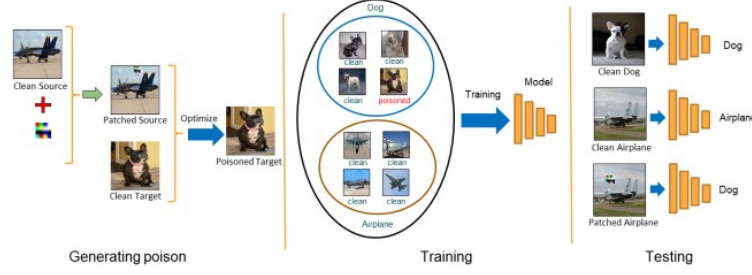 Clean Source
Patched Source
Clean Target
Optimize
Poisoned Target
Generating poison
Dog
clean
clean
clean
poisoned
clean
clean
clean
clean
Airplane
Training
Model
Training
Clean Dog
Dog
Clean Airplane
Airplane
Patched Airplane
Dog
Testing